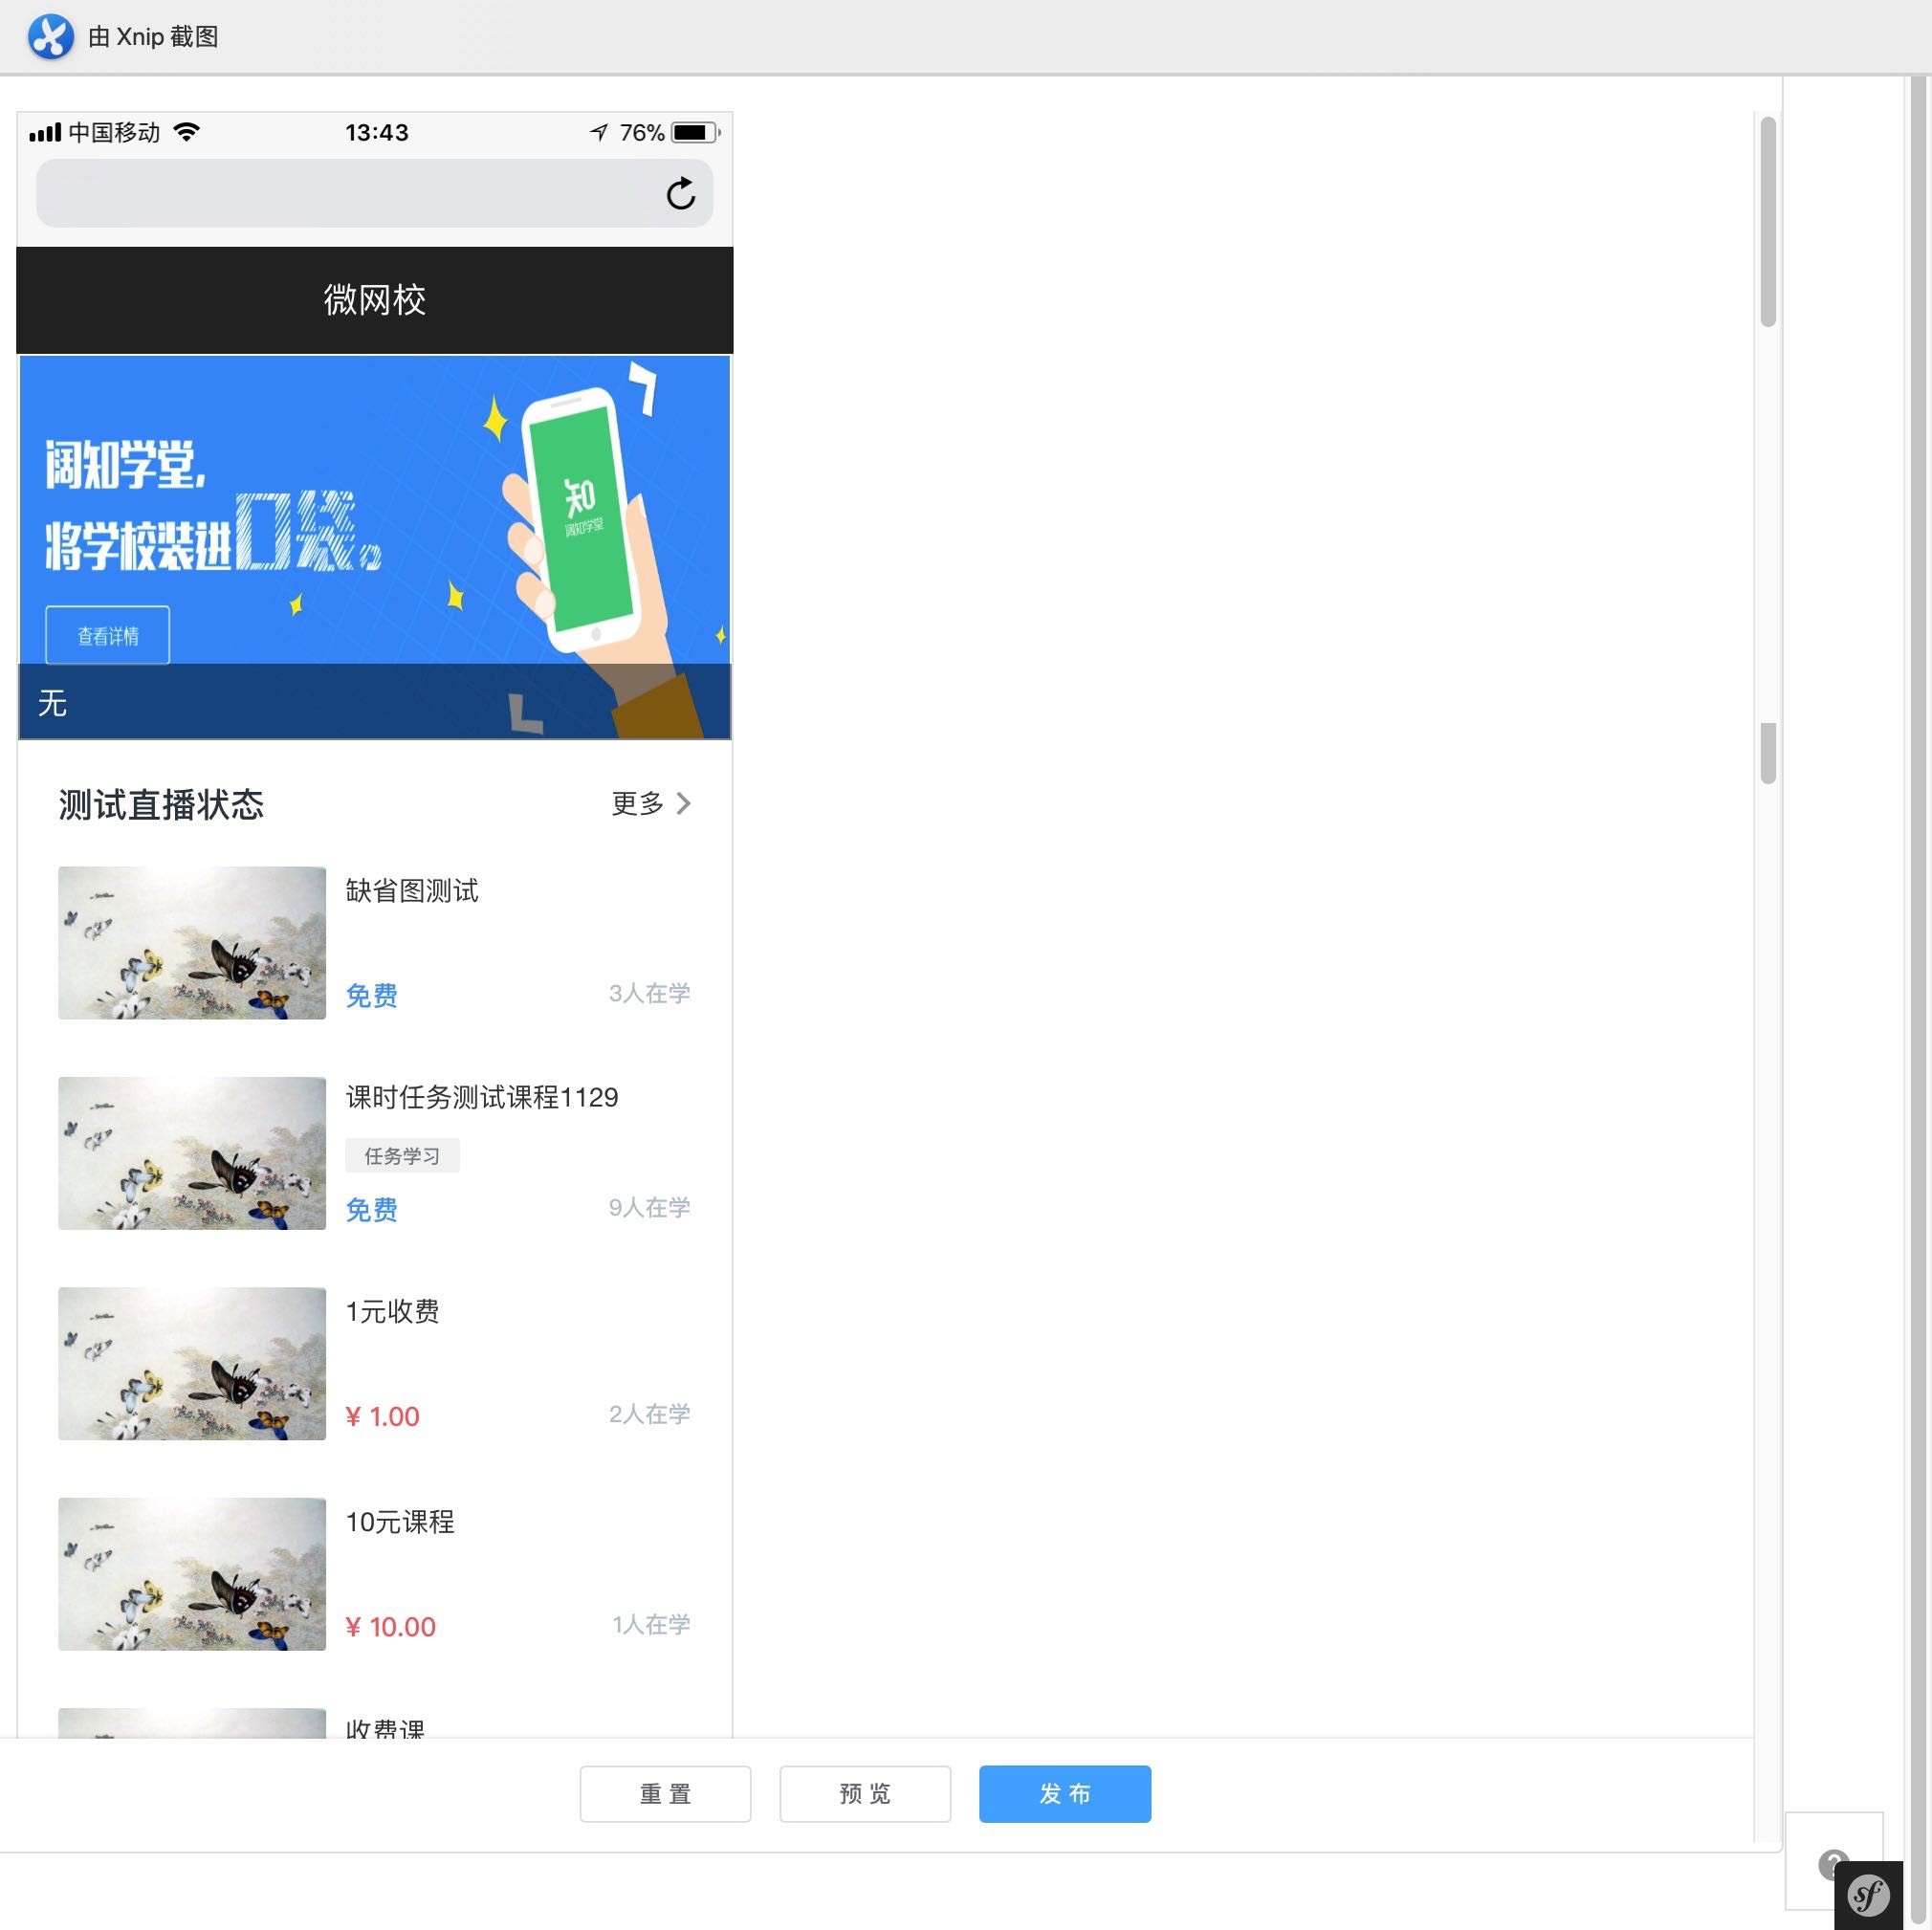 由 Xnip 截图
中国移动
13:43
76%
微网校
阔知学堂,
将学校装进口袋。
知
阔知学堂
查看详情
无
测试直播状态
更多
缺省图测试
免费
3人在学
课时任务测试课程1129
任务学习
免费
9人在学
1元收费
¥ 1.00
2人在学
10元课程
¥ 10.00
1人在学
收费课
重 置
预 览
发 布
?
sf